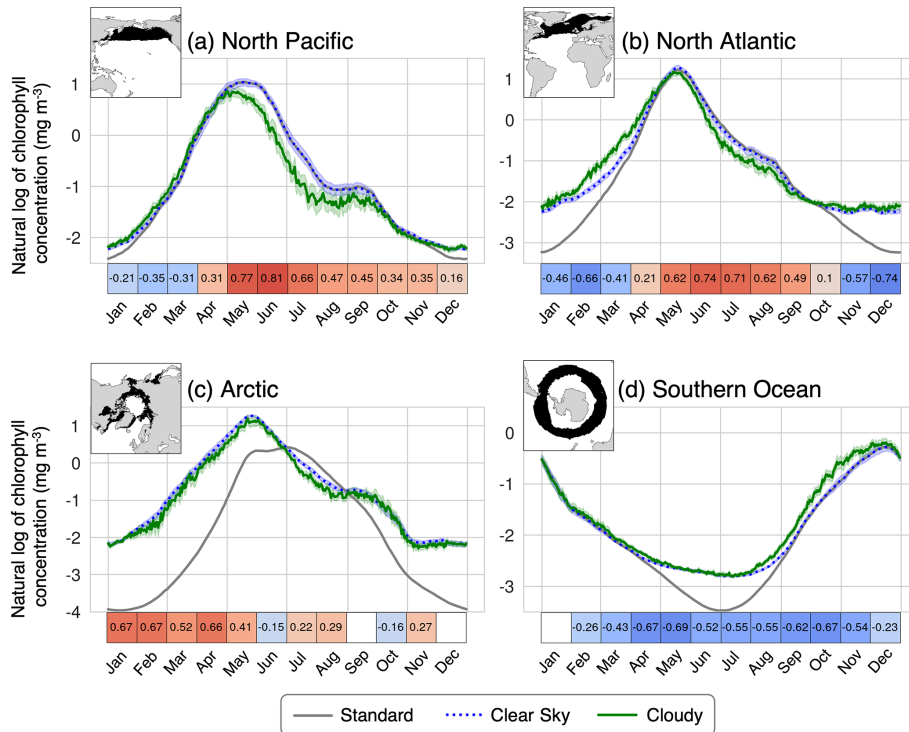 (a) North Pacific
(b) North Atlantic
Natural log of chlorophyll
concentration (mg m⁻³)
1
0
-1
-2
1
0
-1
-2
-3
-0.21 -0.35 -0.31 0.31 0.77 0.81 0.66 0.47 0.45 0.34 0.35 0.16
-0.46 -0.66 -0.41 0.21 0.62 0.74 0.71 0.62 0.49 0.1 -0.57 -0.74
Jan Feb Mar Apr May Jun Jul Aug Sep Oct Nov Dec
Jan Feb Mar Apr May Jun Jul Aug Sep Oct Nov Dec
(c) Arctic
(d) Southern Ocean
Natural log of chlorophyll
concentration (mg m⁻³)
1
0
-1
-2
-3
-4
0
-1
-2
-3
0.67 0.67 0.52 0.66 0.41 -0.15 0.22 0.29 -0.16 0.27
-0.26 -0.43 -0.67 -0.69 -0.52 -0.55 -0.55 -0.62 -0.67 -0.54 -0.23
Jan Feb Mar Apr May Jun Jul Aug Sep Oct Nov Dec
Jan Feb Mar Apr May Jun Jul Aug Sep Oct Nov Dec
Standard Clear Sky Cloudy